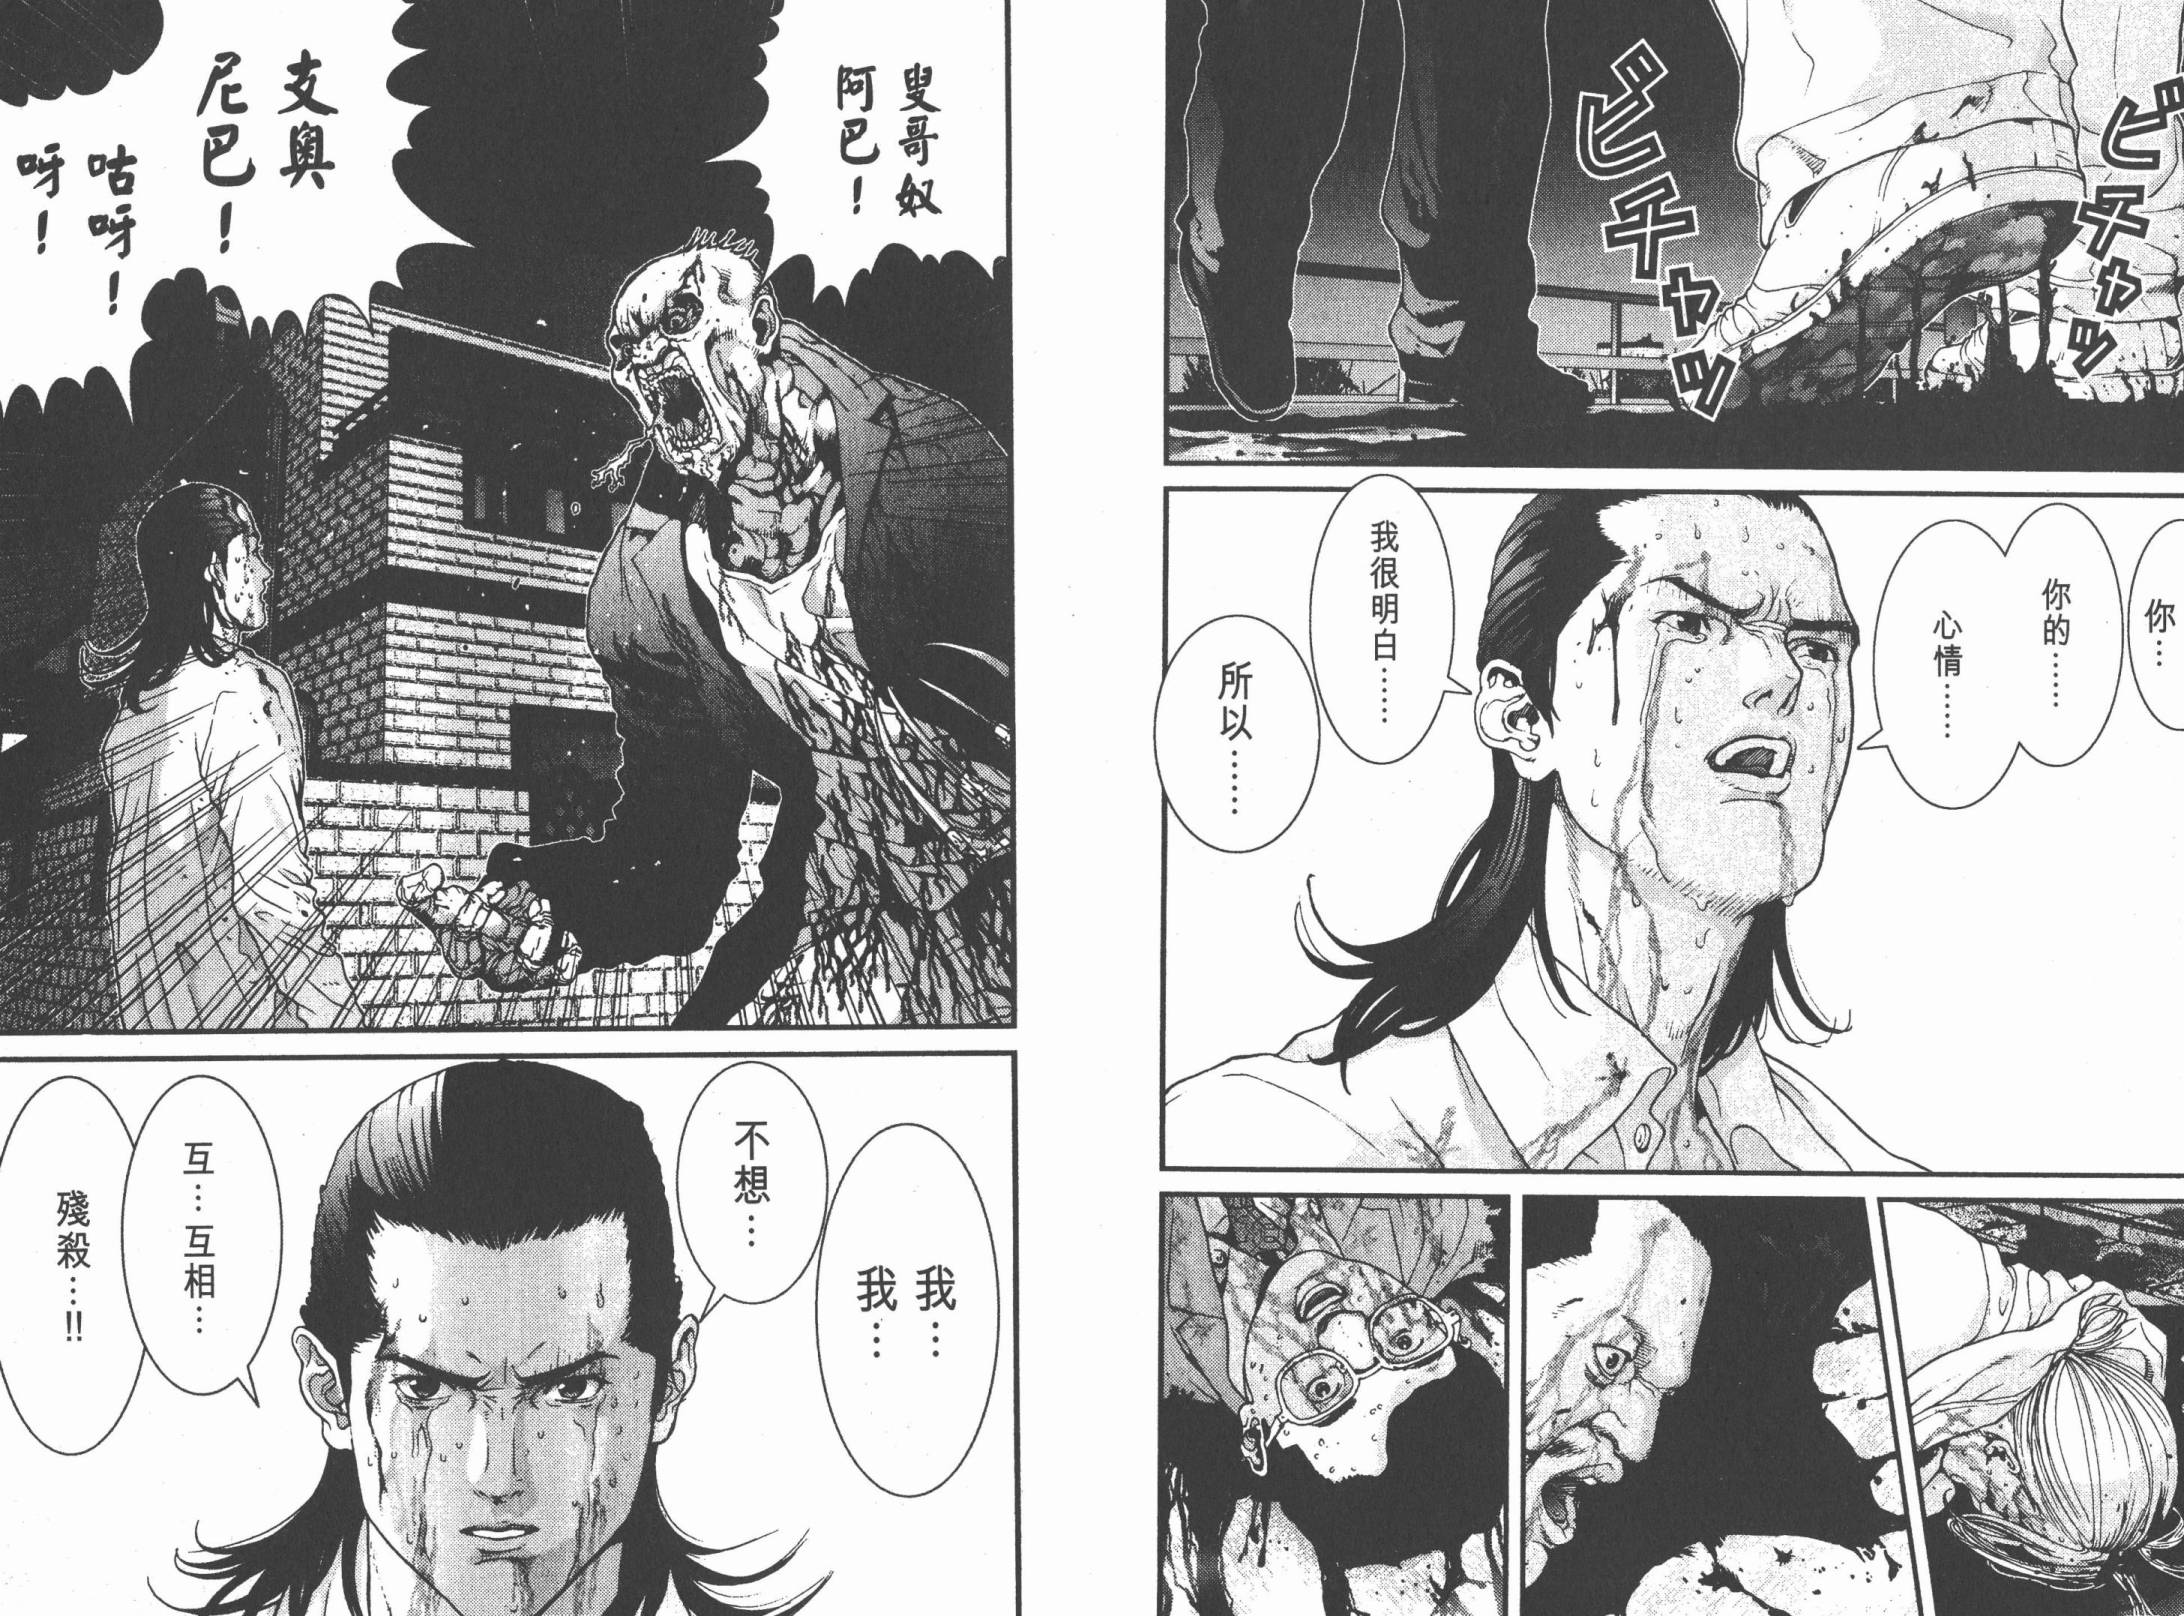 ビチャッ
ビチャッ
你…
你的……
心情……
我很明白……
所以……
叟哥奴
阿巴！
支奧
尼巴！
咕呀！
呀！
我…
我…
不想…
互…互相…
殘殺…!!